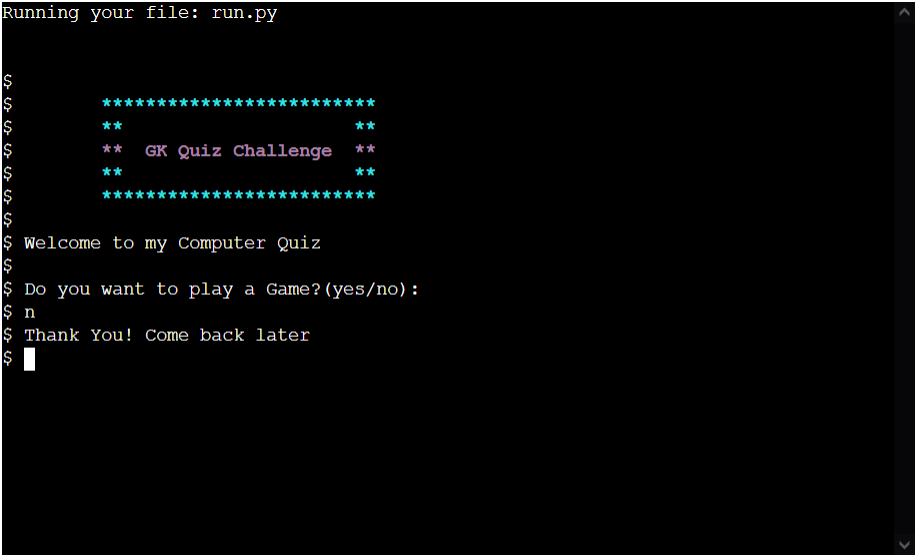 Running your file: run.py
$
$ *************************
$ ** **
$ ** GK Quiz Challenge **
$ ** **
$ *************************
$
$ Welcome to my Computer Quiz
$
$ Do you want to play a Game?(yes/no):
$ n
$ Thank You! Come back later
$